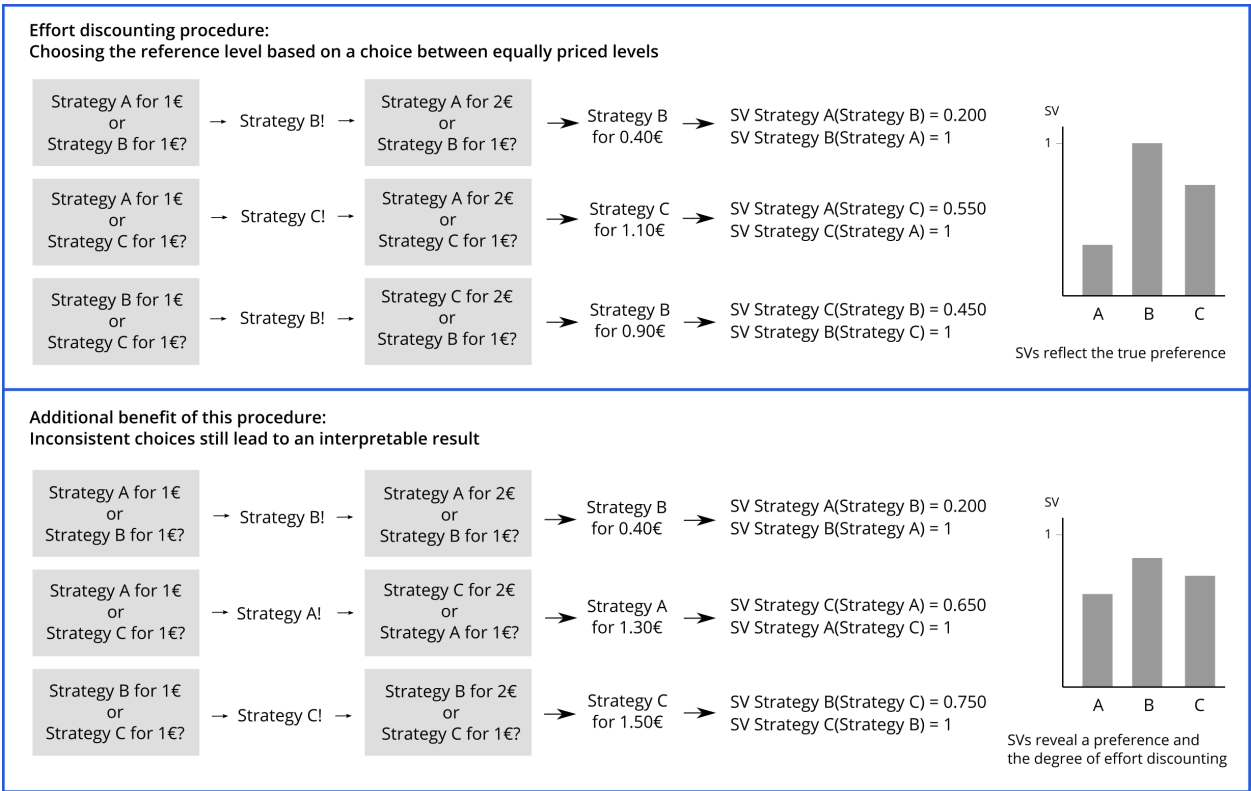 Effort discounting procedure:
Choosing the reference level based on a choice between equally priced levels
Strategy A for 1€
or
Strategy B for 1€?
Strategy B!
Strategy A for 2€
or
Strategy B for 1€?
Strategy B
for 0.40€
SV Strategy A(Strategy B) = 0.200
SV Strategy B(Strategy A) = 1
Strategy A for 1€
or
Strategy C for 1€?
Strategy C!
Strategy A for 2€
or
Strategy C for 1€?
Strategy C
for 1.10€
SV Strategy A(Strategy C) = 0.550
SV Strategy C(Strategy A) = 1
Strategy B for 1€
or
Strategy C for 1€?
Strategy B!
Strategy C for 2€
or
Strategy B for 1€?
Strategy B
for 0.90€
SV Strategy C(Strategy B) = 0.450
SV Strategy B(Strategy C) = 1
SV
1
A B C
SVs reflect the true preference
Additional benefit of this procedure:
Inconsistent choices still lead to an interpretable result
Strategy A for 1€
or
Strategy B for 1€?
Strategy B!
Strategy A for 2€
or
Strategy B for 1€?
Strategy B
for 0.40€
SV Strategy A(Strategy B) = 0.200
SV Strategy B(Strategy A) = 1
Strategy A for 1€
or
Strategy C for 1€?
Strategy A!
Strategy C for 2€
or
Strategy A for 1€?
Strategy A
for 1.30€
SV Strategy C(Strategy A) = 0.650
SV Strategy A(Strategy C) = 1
Strategy B for 1€
or
Strategy C for 1€?
Strategy C!
Strategy B for 2€
or
Strategy C for 1€?
Strategy C
for 1.50€
SV Strategy B(Strategy C) = 0.750
SV Strategy C(Strategy B) = 1
SV
1
A B C
SVs reveal a preference and
the degree of effort discounting